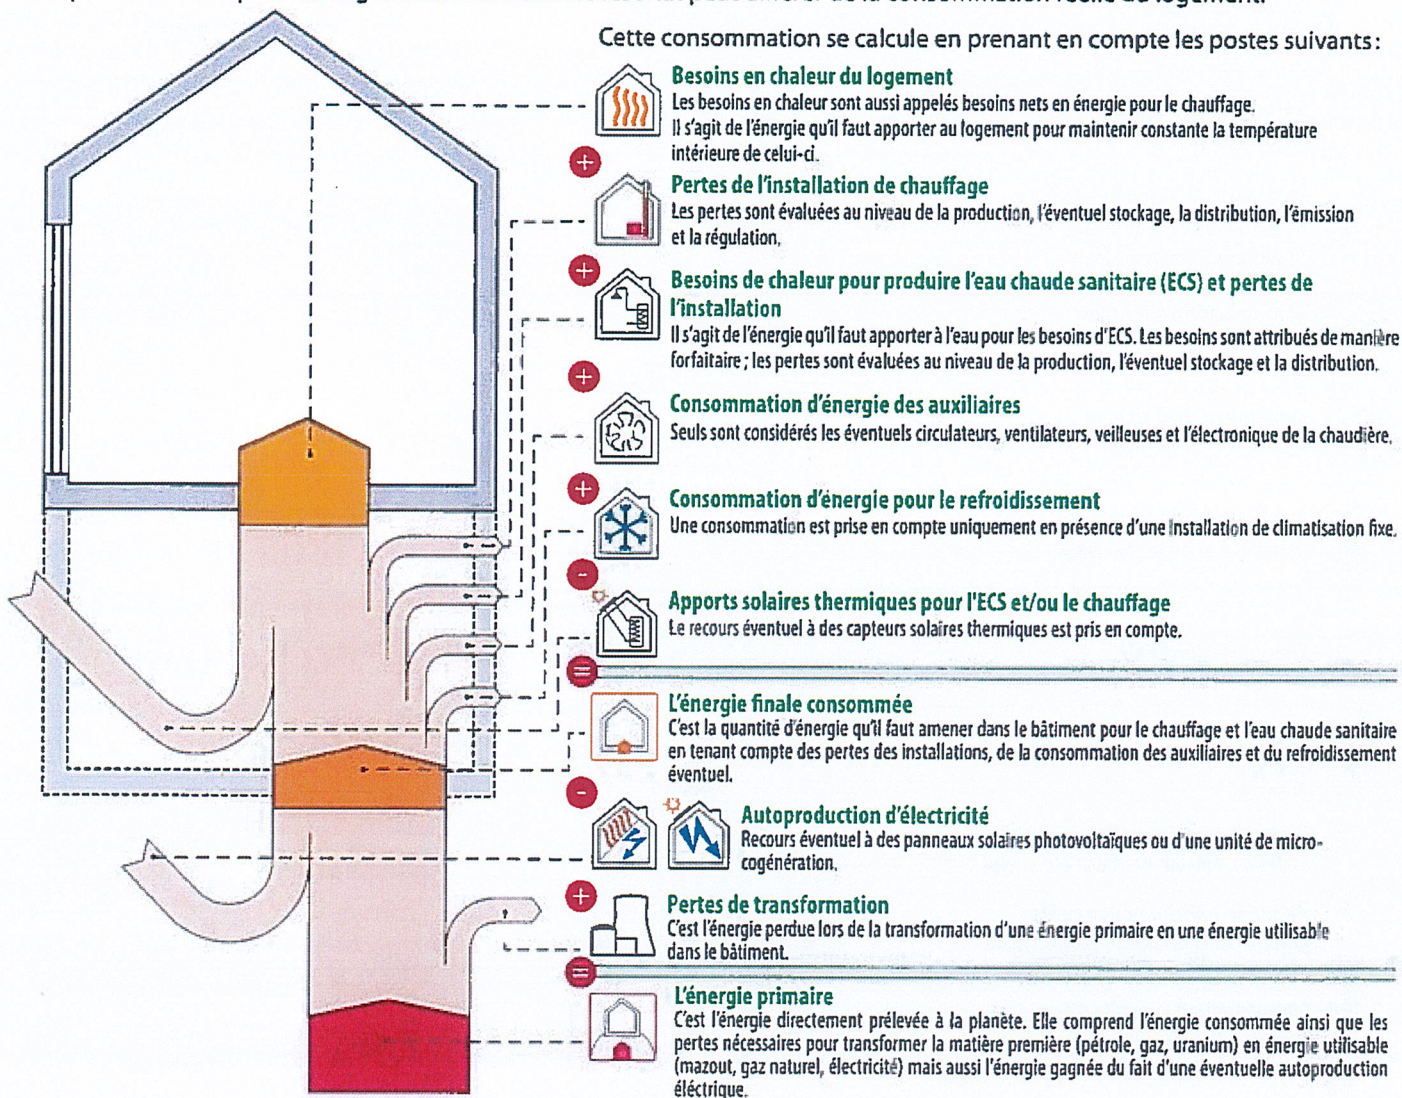 de la consommation réelle du logement.
Cette consommation se calcule en prenant en compte les postes suivants :
Besoins en chaleur du logement
Les besoins en chaleur sont aussi appelés besoins nets en énergie pour le chauffage.
Il s'agit de l'énergie qu'il faut apporter au logement pour maintenir constante la température
intérieure de celui-ci.
+
Pertes de l'installation de chauffage
Les pertes sont évaluées au niveau de la production, l'éventuel stockage, la distribution, l'émission
et la régulation.
+
Besoins de chaleur pour produire l'eau chaude sanitaire (ECS) et pertes de
l'installation
Il s'agit de l'énergie qu'il faut apporter à l'eau pour les besoins d'ECS. Les besoins sont attribués de manière
forfaitaire ; les pertes sont évaluées au niveau de la production, l'éventuel stockage et la distribution.
+
Consommation d'énergie des auxiliaires
Seuls sont considérés les éventuels circulateurs, ventilateurs, veilleuses et l'électronique de la chaudière.
+
Consommation d'énergie pour le refroidissement
Une consommation est prise en compte uniquement en présence d'une installation de climatisation fixe.
-
Apports solaires thermiques pour l'ECS et/ou le chauffage
Le recours éventuel à des capteurs solaires thermiques est pris en compte.
=
L'énergie finale consommée
C'est la quantité d'énergie qu'il faut amener dans le bâtiment pour le chauffage et l'eau chaude sanitaire
en tenant compte des pertes des installations, de la consommation des auxiliaires et du refroidissement
éventuel.
-
Autoproduction d'électricité
Recours éventuel à des panneaux solaires photovoltaïques ou d'une unité de micro-
cogénération.
+
Pertes de transformation
C'est l'énergie perdue lors de la transformation d'une énergie primaire en une énergie utilisable
dans le bâtiment.
=
L'énergie primaire
C'est l'énergie directement prélevée à la planète. Elle comprend l'énergie consommée ainsi que les
pertes nécessaires pour transformer la matière première (pétrole, gaz, uranium) en énergie utilisable
(mazout, gaz naturel, électricité) mais aussi l'énergie gagnée du fait d'une éventuelle autoproduction
éléctrique.